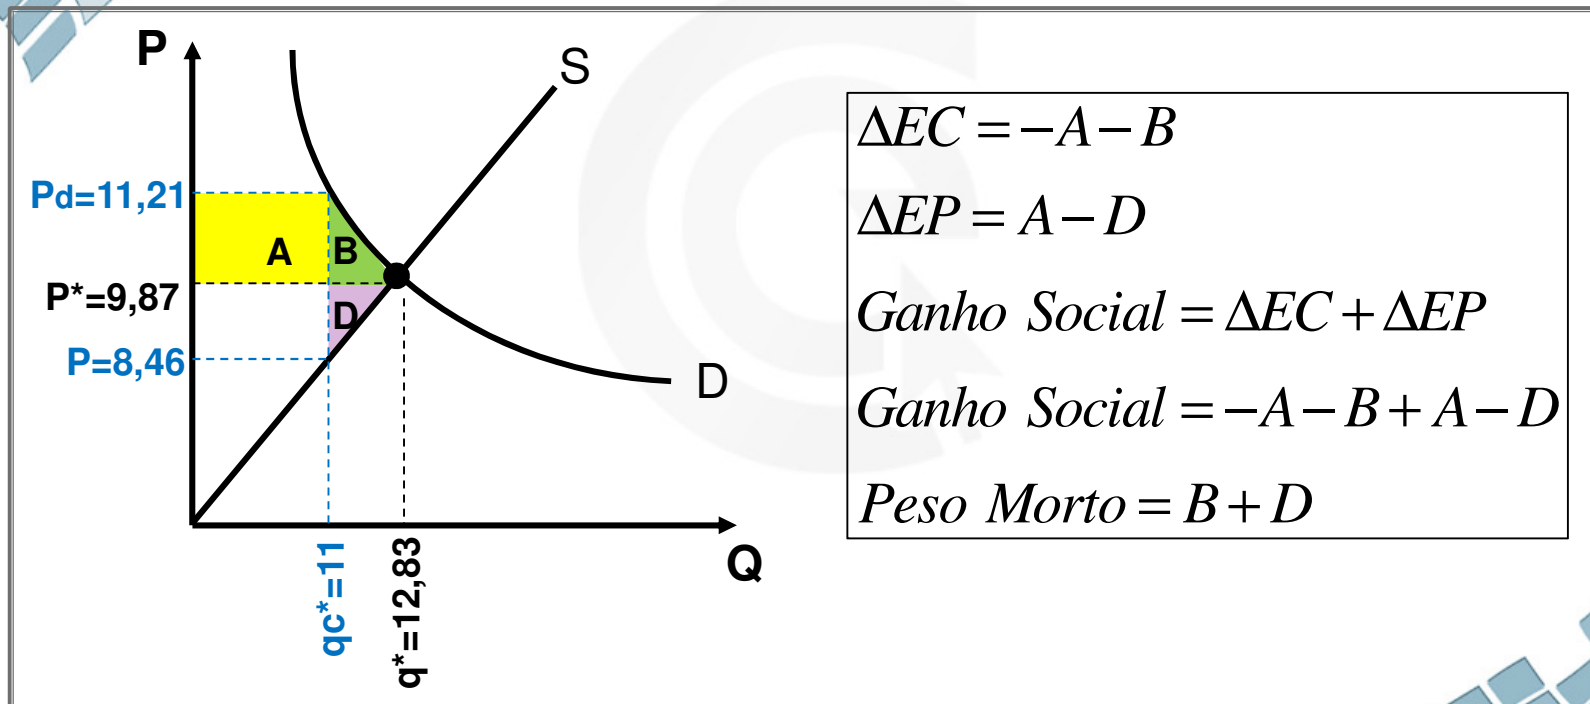 P
S
Pd=11,21
A
B
P*=9,87
D
P=8,46
D
Q
qc*=11
q*=12,83
ΔEC = −A − B
ΔEP = A − D
Ganho Social = ΔEC + ΔEP
Ganho Social = −A − B + A − D
Peso Morto = B + D